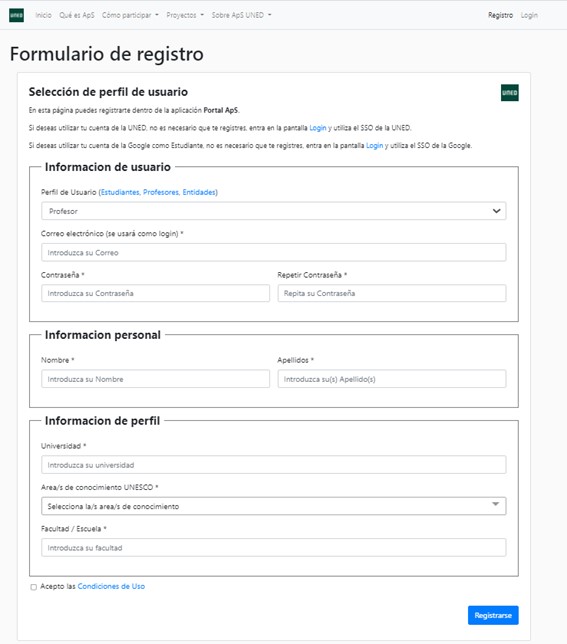 UNED Inicio Qué es ApS Cómo participar Proyectos Sobre ApS UNED Registro Login
Formulario de registro
Selección de perfil de usuario UNED
En esta página puedes registrarte dentro de la aplicación Portal ApS.
Si deseas utilizar tu cuenta de la UNED, no es necesario que te registres, entra en la pantalla Login y utiliza el SSO de la UNED.
Si deseas utilizar tu cuenta de la Google como Estudiante, no es necesario que te registres, entra en la pantalla Login y utiliza el SSO de la Google.
Informacion de usuario
Perfil de Usuario (Estudiantes, Profesores, Entidades)
Profesor
Correo electrónico (se usará como login) *
Introduzca su Correo
Contraseña * Repetir Contraseña *
Introduzca su Contraseña Repita su Contraseña
Informacion personal
Nombre * Apellidos *
Introduzca su Nombre Introduzca su(s) Apellido(s)
Informacion de perfil
Universidad *
Introduzca su universidad
Area/s de conocimiento UNESCO *
Selecciona la/s area/s de conocimiento
Facultad / Escuela *
Introduzca su facultad
Acepto las Condiciones de Uso
Registrarse